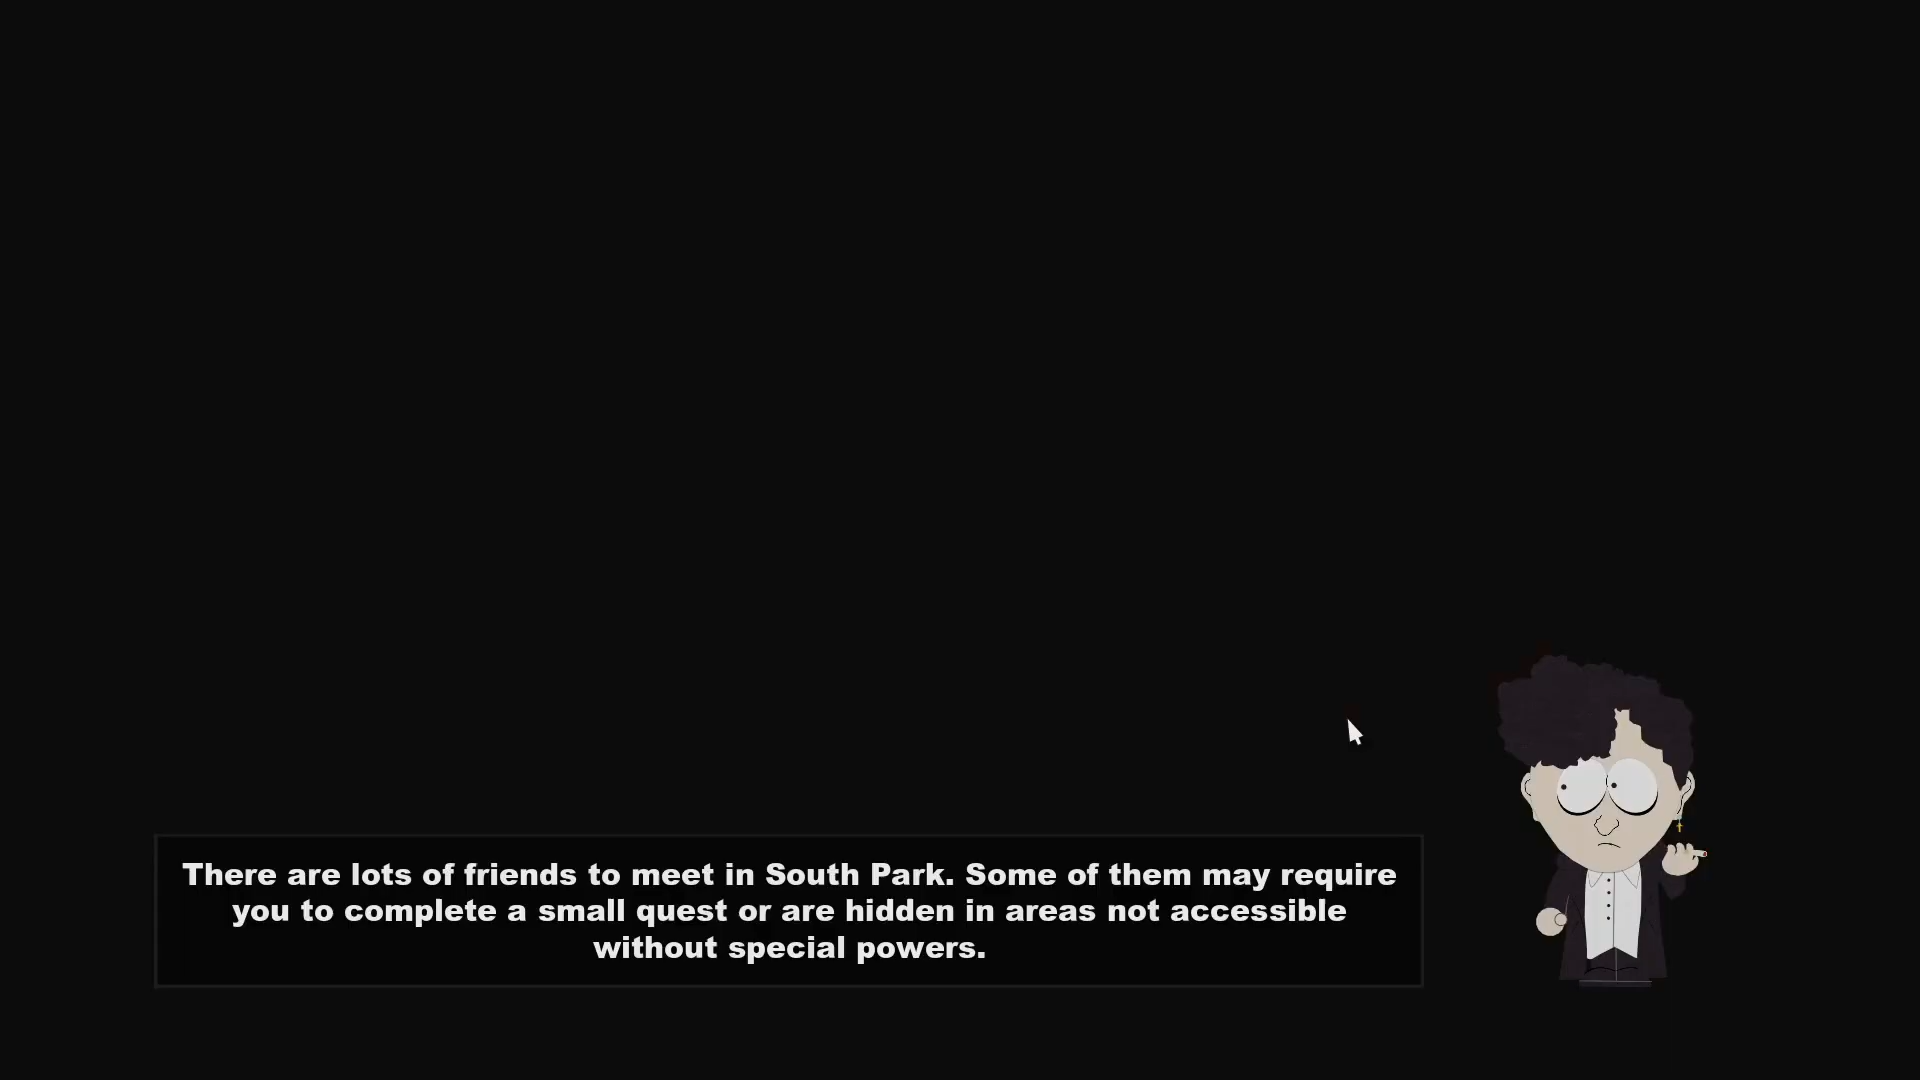 There are lots of friends to meet in South Park. Some of them may require
you to complete a small quest or are hidden in areas not accessible
without special powers.